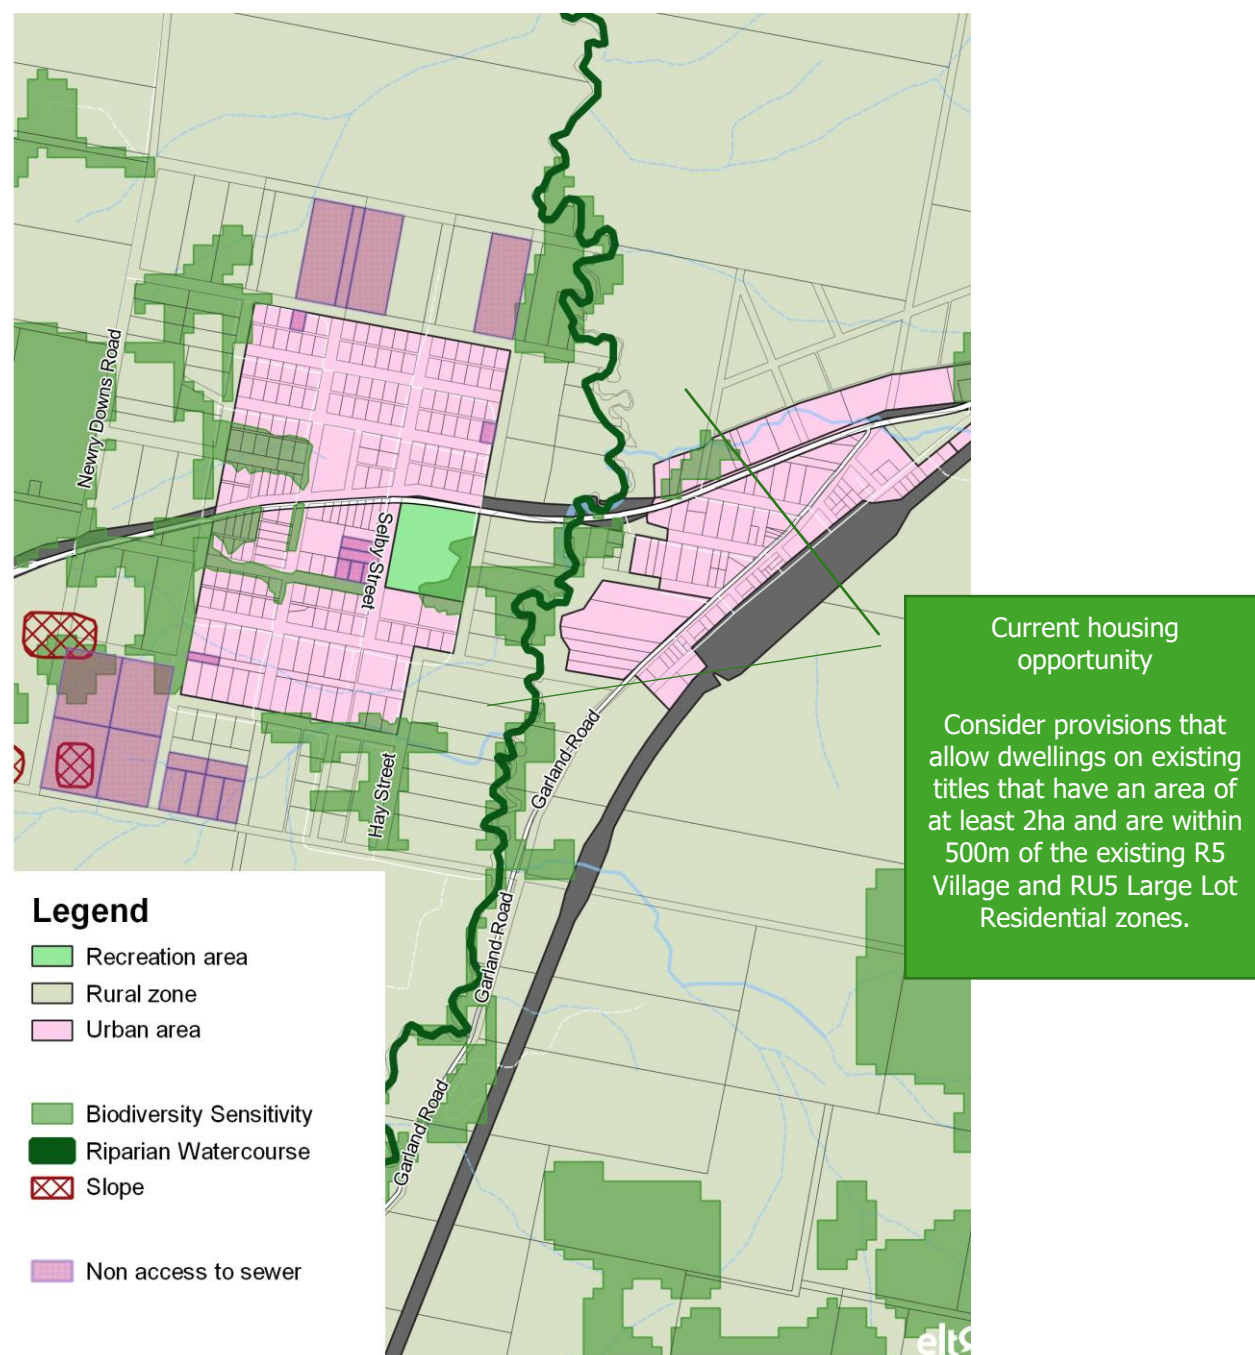 Newry Downs Road
Selby Street
Hay Street
Garland Road
Garland Road
Garland Road
Current housing
opportunity
Consider provisions that
allow dwellings on existing
titles that have an area of
at least 2ha and are within
500m of the existing R5
Village and RU5 Large Lot
Residential zones.
Legend
Recreation area
Rural zone
Urban area
Biodiversity Sensitivity
Riparian Watercourse
Slope
Non access to sewer